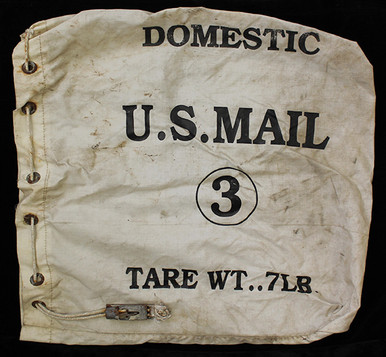 DOMESTIC
U.S.MAIL
3
TARE WT..7LB